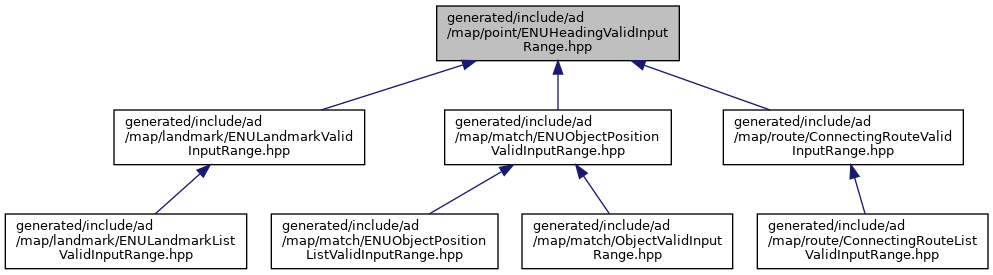 generated/include/ad
/map/point/ENUHeadingValidInput
Range.hpp
generated/include/ad
/map/landmark/ENULandmarkValid
InputRange.hpp
generated/include/ad
/map/match/ENUObjectPosition
ValidInputRange.hpp
generated/include/ad
/map/route/ConnectingRouteValid
InputRange.hpp
generated/include/ad
/map/landmark/ENULandmarkList
ValidInputRange.hpp
generated/include/ad
/map/match/ENUObjectPosition
ListValidInputRange.hpp
generated/include/ad
/map/match/ObjectValidInput
Range.hpp
generated/include/ad
/map/route/ConnectingRouteList
ValidInputRange.hpp